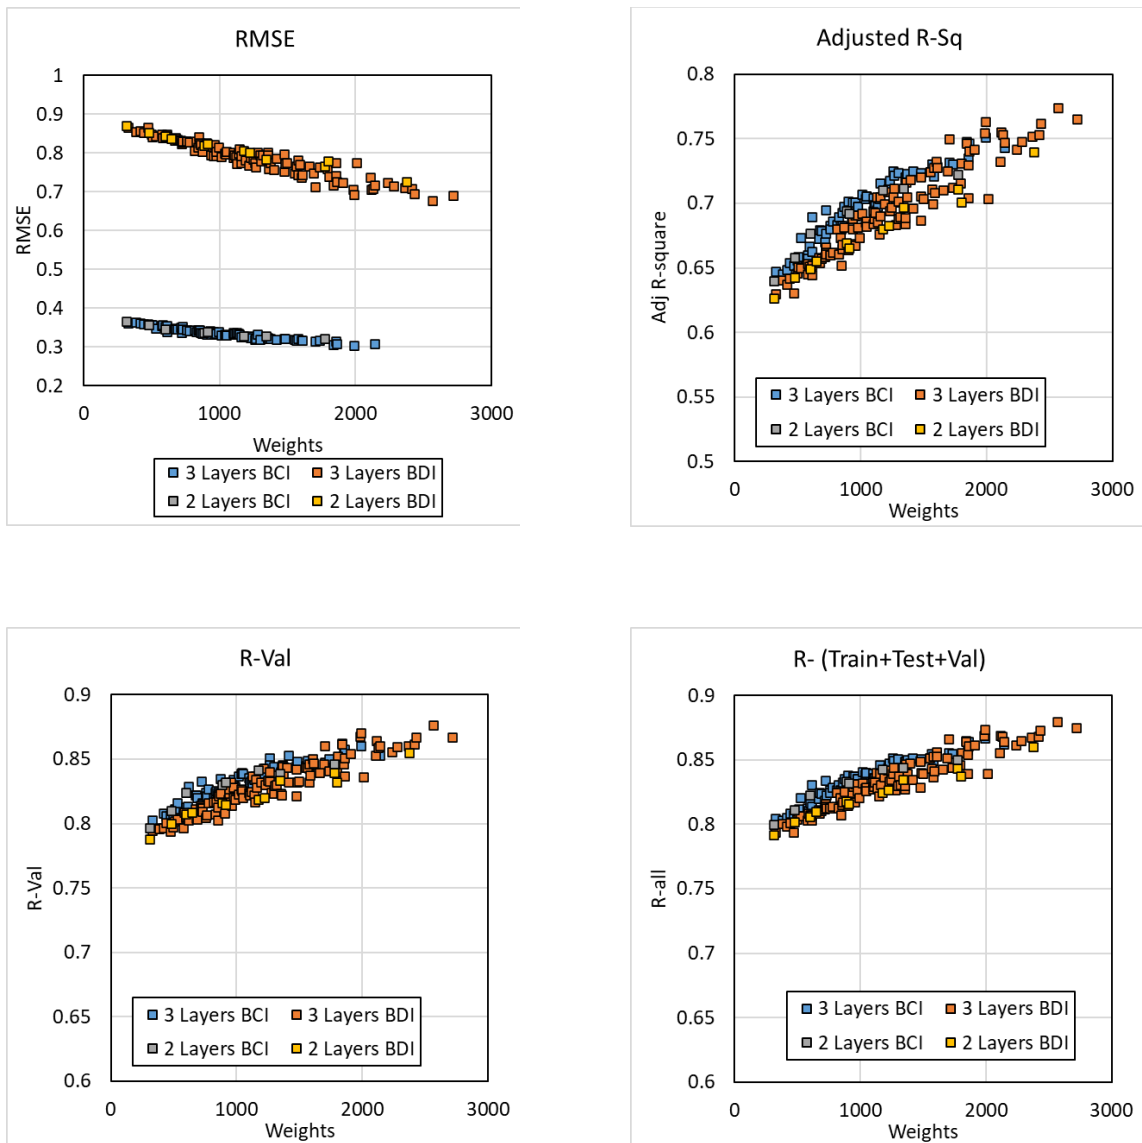 RMSE
1
0.9
0.8
0.7
0.6
0.5
0.4
0.3
0.2
RMSE
0 1000 2000 3000
Weights
3 Layers BCI 3 Layers BDI
2 Layers BCI 2 Layers BDI
Adjusted R-Sq
0.8
0.75
0.7
0.65
0.6
0.55
0.5
Adj R-square
0 1000 2000 3000
Weights
3 Layers BCI 3 Layers BDI
2 Layers BCI 2 Layers BDI
R-Val
0.9
0.85
0.8
0.75
0.7
0.65
0.6
R-Val
0 1000 2000 3000
Weights
3 Layers BCI 3 Layers BDI
2 Layers BCI 2 Layers BDI
R- (Train+Test+Val)
0.9
0.85
0.8
0.75
0.7
0.65
0.6
R-all
0 1000 2000 3000
Weights
3 Layers BCI 3 Layers BDI
2 Layers BCI 2 Layers BDI